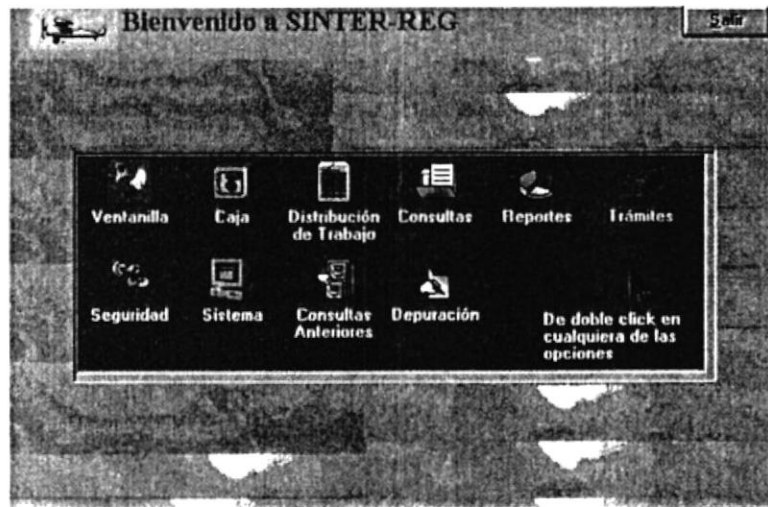 Bienvenido a SINTER-REG
Salir
Ventanilla
Caja
Distribución
de Trabajo
Consultas
Reportes
Trámites
Seguridad
Sistema
Consultas
Anteriores
Depuración
De doble click en
cualquiera de las
opciones